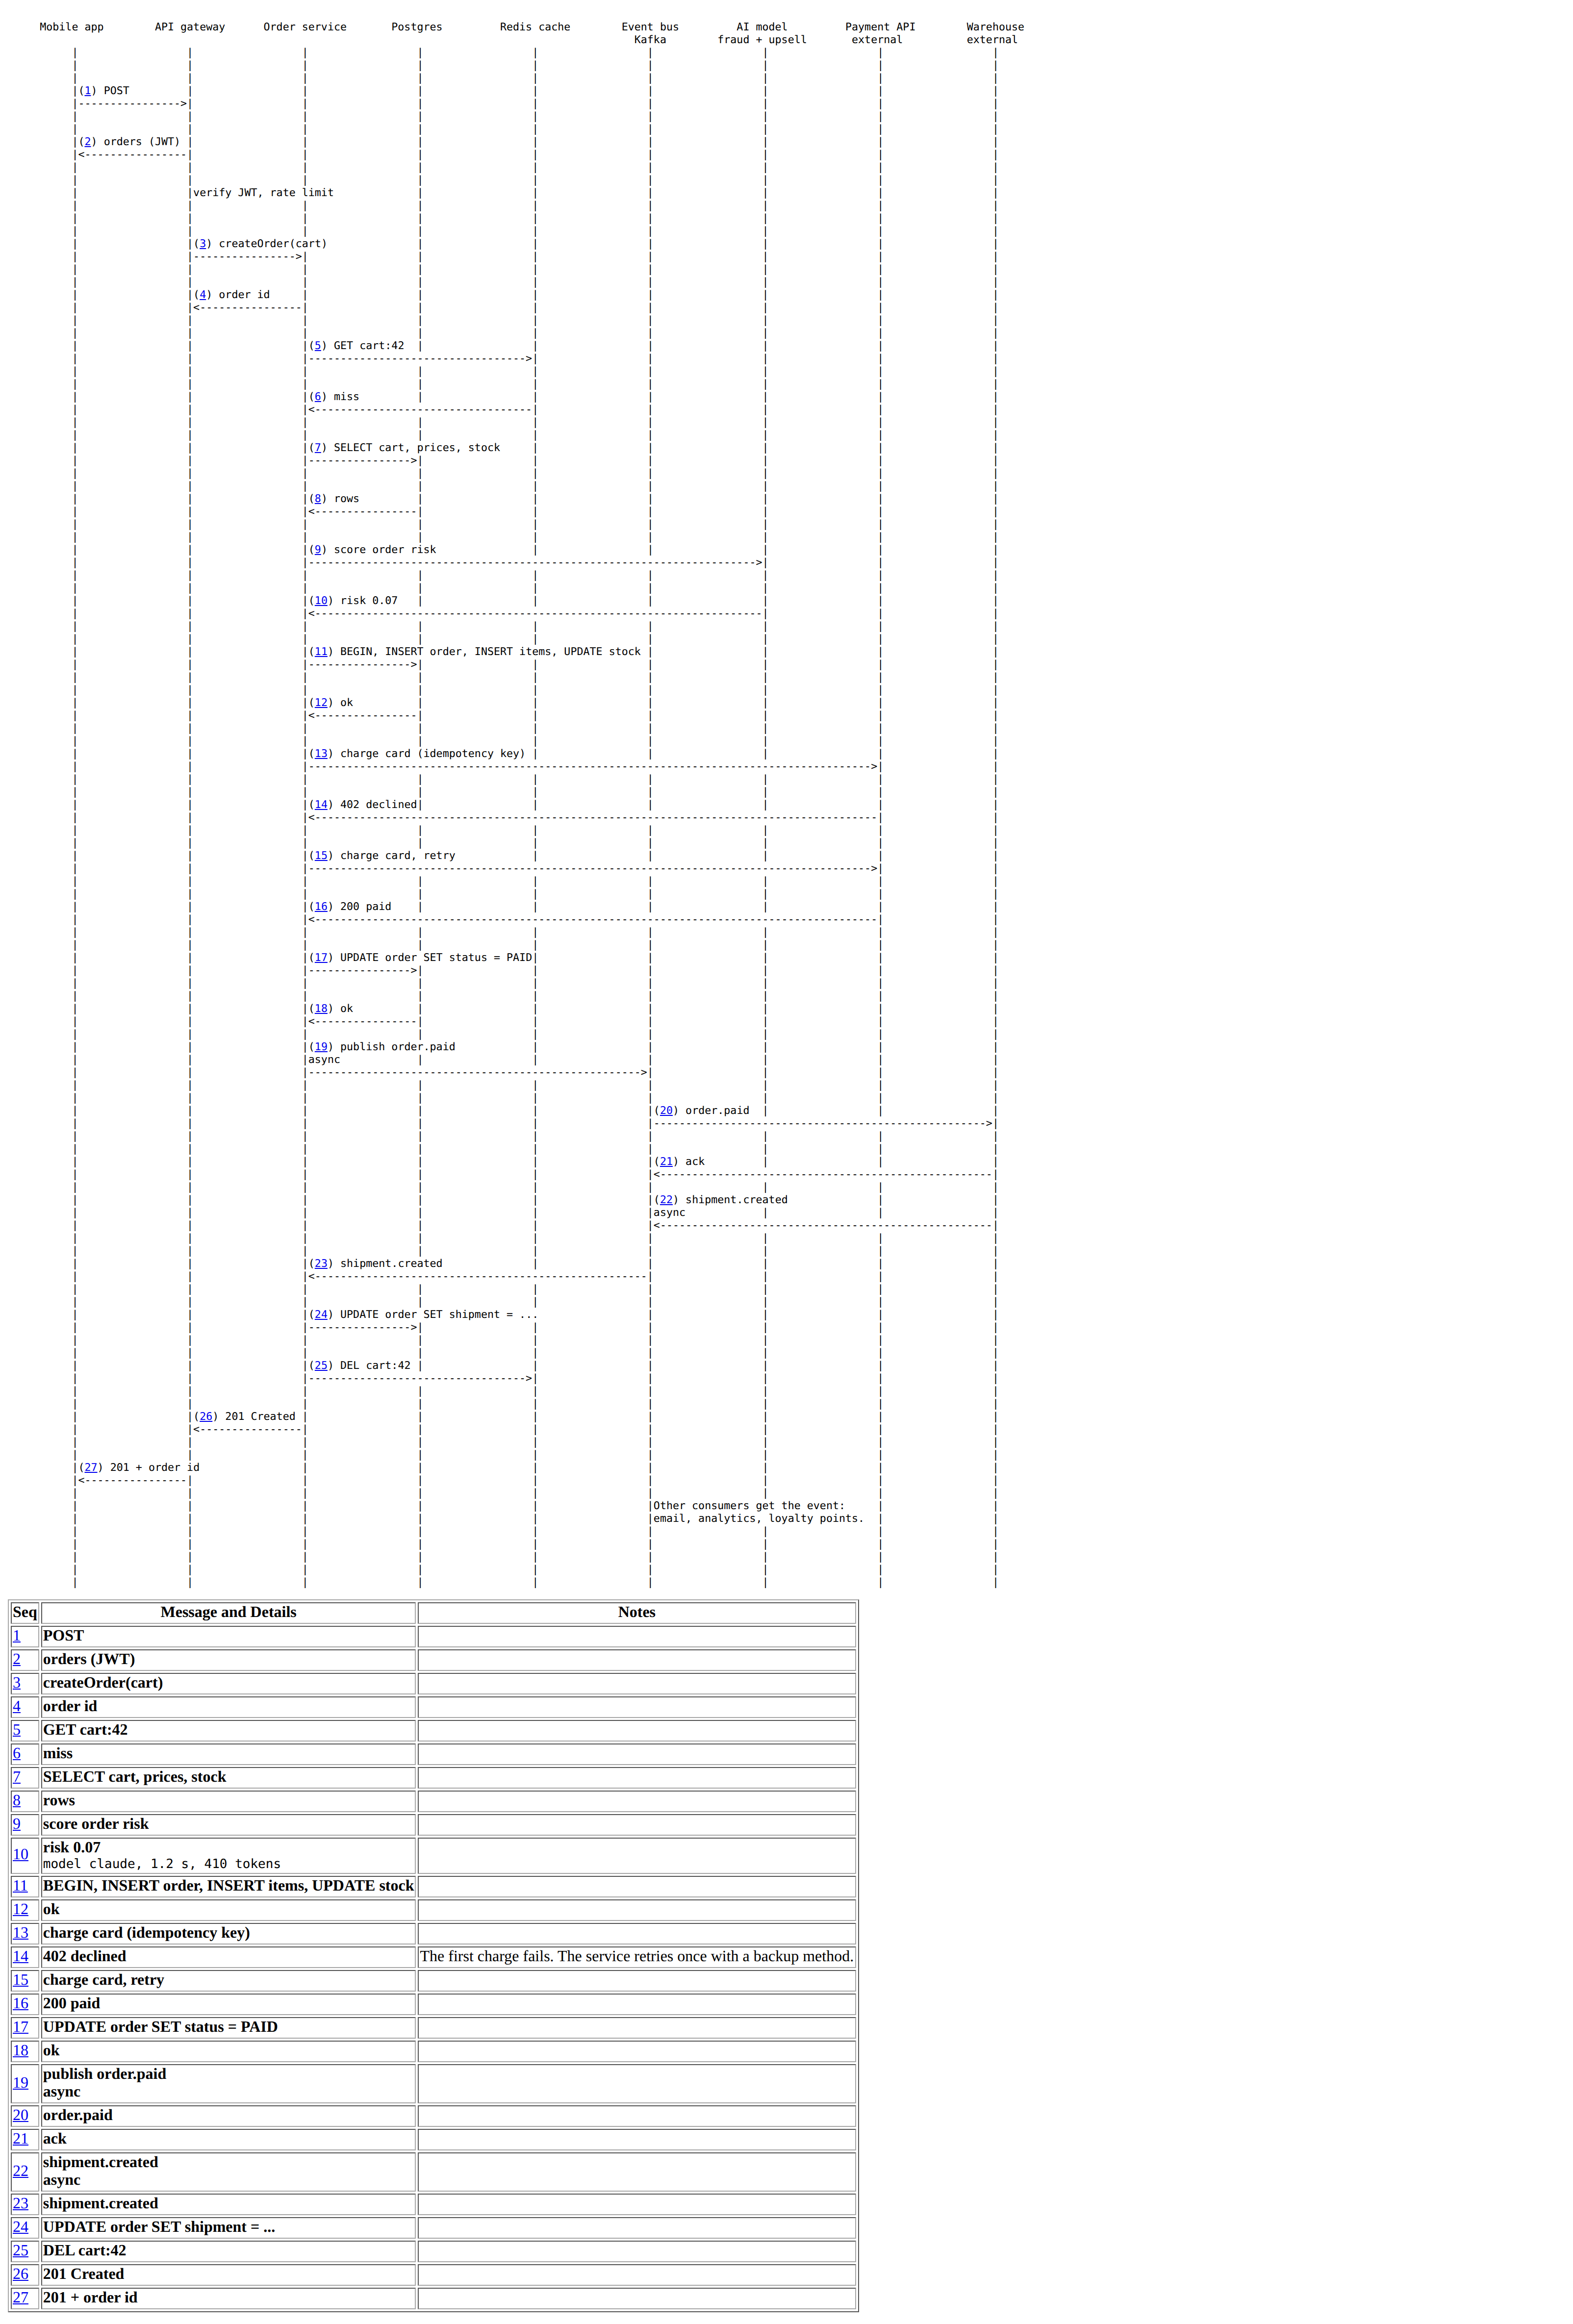 Mobile app API gateway Order service Postgres Redis cache Event bus AI model Payment API Warehouse
Kafka fraud + upsell external external
(1) POST
(2) orders (JWT)
verify JWT, rate limit
(3) createOrder(cart)
(4) order id
(5) GET cart:42
(6) miss
(7) SELECT cart, prices, stock
(8) rows
(9) score order risk
(10) risk 0.07
(11) BEGIN, INSERT order, INSERT items, UPDATE stock
(12) ok
(13) charge card (idempotency key)
(14) 402 declined
(15) charge card, retry
(16) 200 paid
(17) UPDATE order SET status = PAID
(18) ok
(19) publish order.paid
async
(20) order.paid
(21) ack
(22) shipment.created
async
(23) shipment.created
(24) UPDATE order SET shipment = ...
(25) DEL cart:42
(26) 201 Created
(27) 201 + order id
Other consumers get the event:
email, analytics, loyalty points.
Seq Message and Details Notes
1 POST
2 orders (JWT)
3 createOrder(cart)
4 order id
5 GET cart:42
6 miss
7 SELECT cart, prices, stock
8 rows
9 score order risk
10 risk 0.07
model claude, 1.2 s, 410 tokens
11 BEGIN, INSERT order, INSERT items, UPDATE stock
12 ok
13 charge card (idempotency key)
14 402 declined The first charge fails. The service retries once with a backup method.
15 charge card, retry
16 200 paid
17 UPDATE order SET status = PAID
18 ok
19 publish order.paid
async
20 order.paid
21 ack
22 shipment.created
async
23 shipment.created
24 UPDATE order SET shipment = ...
25 DEL cart:42
26 201 Created
27 201 + order id